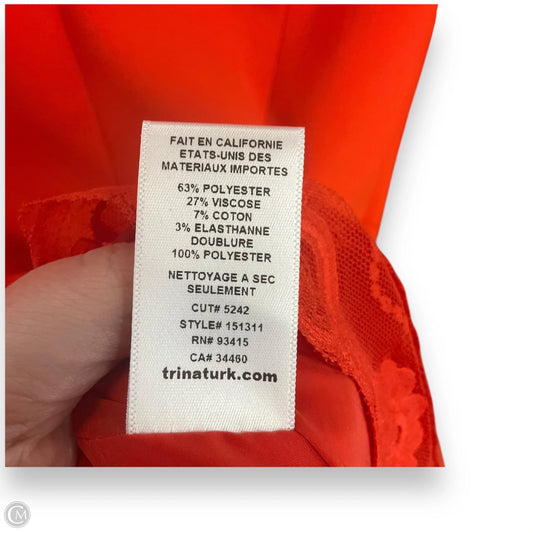 FAIT EN CALIFORNIE
ETATS-UNIS DES
MATERIAUX IMPORTES
63% POLYESTER
27% VISCOSE
7% COTON
3% ELASTHANNE
DOUBLURE
100% POLYESTER
NETTOYAGE A SEC
SEULEMENT
CUT# 5242
STYLE# 151311
RN# 93415
CA# 34460
trinaturk.com
CM